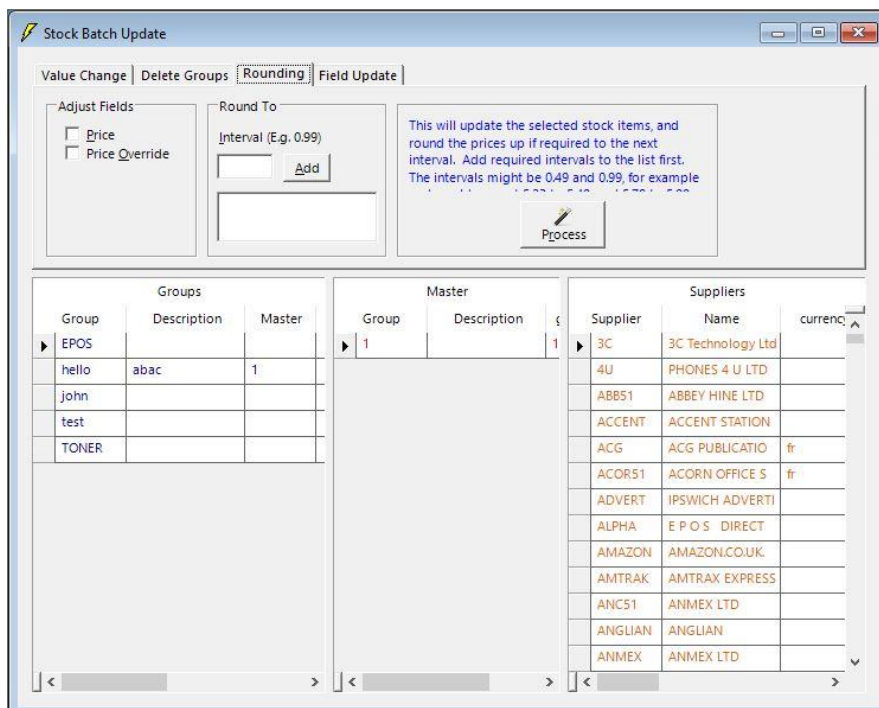 Stock Batch Update
Value Change Delete Groups Rounding Field Update
Adjust Fields
Price
Price Override
Round To
Interval (E.g. 0.99)
Add
This will update the selected stock items, and
round the prices up if required to the next
interval. Add required intervals to the list first.
The intervals might be 0.49 and 0.99, for example
Process
Groups
Group Description Master
EPOS
hello abac 1
john
test
TONER
Master
Group Description g
1 1
Suppliers
Supplier Name currency
3C 3C Technology Ltd
4U PHONES 4 U LTD
ABB51 ABBEY HINE LTD
ACCENT ACCENT STATION
ACG ACG PUBLICATIO fr
ACOR51 ACORN OFFICE S fr
ADVERT IPSWICH ADVERTI
ALPHA E P O S DIRECT
AMAZON AMAZON.CO.UK.
AMTRAK AMTRAX EXPRESS
ANC51 ANMEX LTD
ANGLIAN ANGLIAN
ANMEX ANMEX LTD